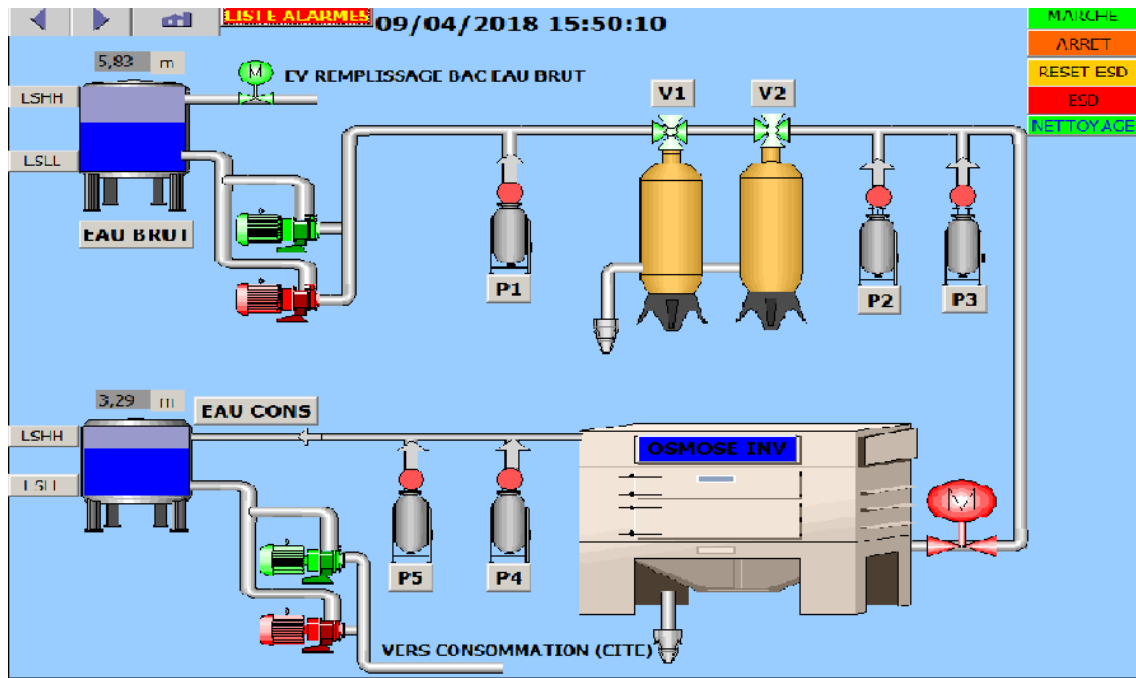 LISTE ALARMES
09/04/2018 15:50:10
MARCHE
ARRET
RESET ESD
ESD
NETTOYAGE
5,83 m
M
EV REMPLISSAGE BAC EAU BRUT
LSHH
LSLL
EAU BRUT
V1
V2
P1
P2
P3
3,29 m
EAU CONS
LSHH
LSLL
OSMOSE INV
M
P5
P4
VERS CONSOMMATION (CITE)